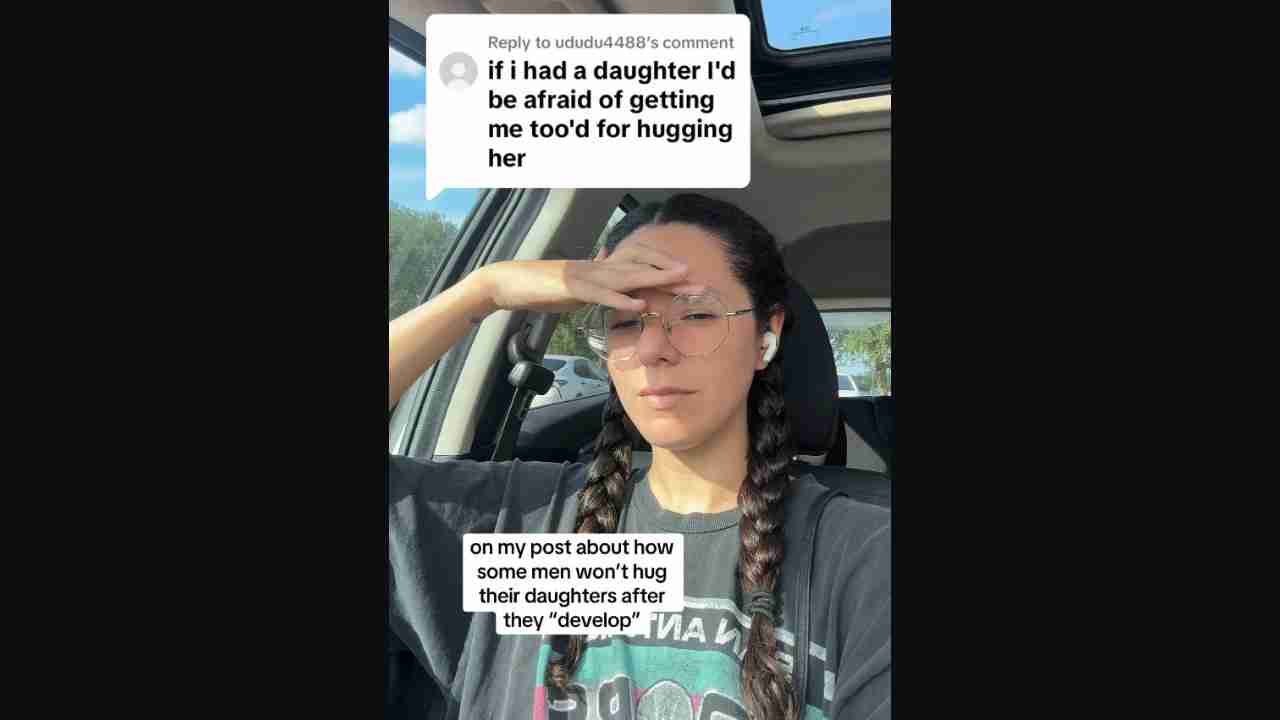 Reply to ududu4488's comment
if i had a daughter I'd
be afraid of getting
me too'd for hugging
her
on my post about how
some men won't hug
their daughters after
they "develop"